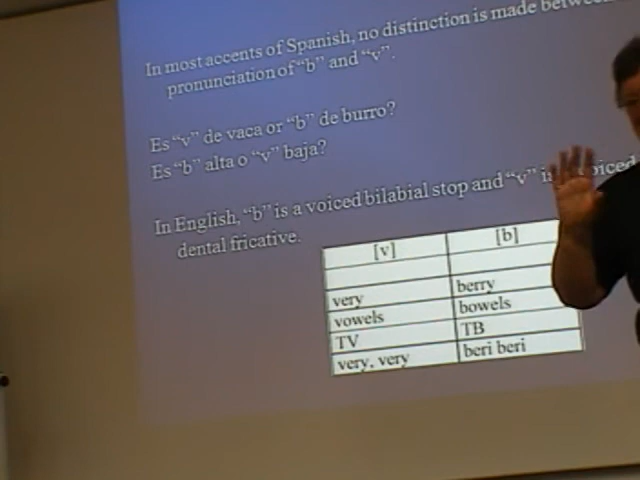 In most accents of Spanish, no distinction is made
pronunciation of "b" and "v".
Es "v" de vaca or "b" de burro?
Es "b" alta o "v" baja?
In English, "b" is a voiced bilabial stop and "v"
dental fricative.
[v] [b]
very berry
vowels bowels
TV TB
very, very beri beri